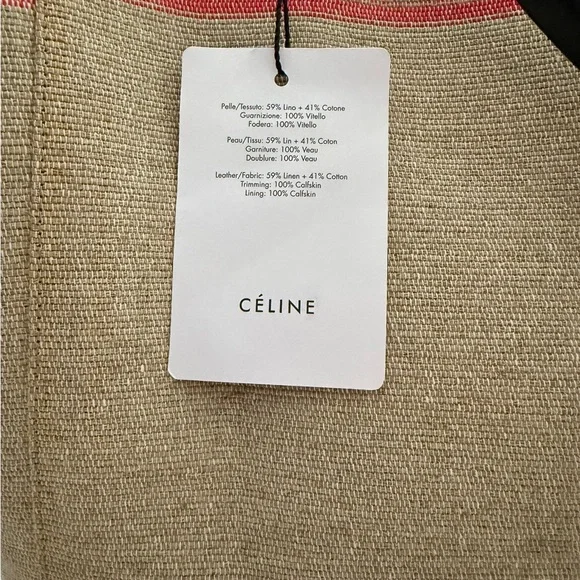 Pelle/Tessuto: 59% Lino + 41% Cotone
Guarnizione: 100% Vitello
Fodera: 100% Vitello
Peau/Tissu: 59% Lin + 41% Coton
Garniture: 100% Veau
Doublure: 100% Veau
Leather/Fabric: 59% Linen + 41% Cotton
Trimming: 100% Calfskin
Lining: 100% Calfskin
CÉLINE